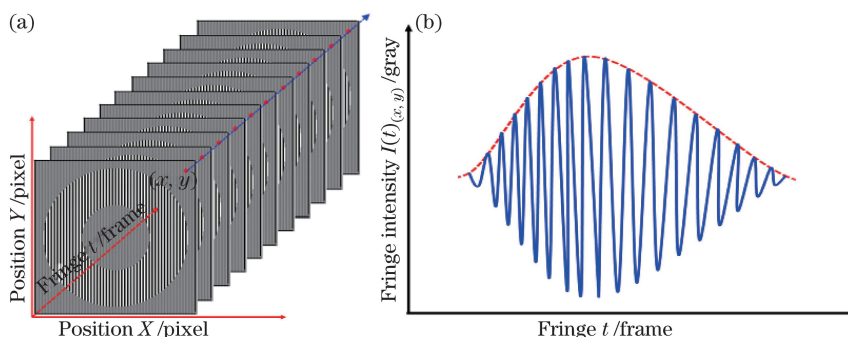 (a)
Position Y/pixel
(x, y)
Fringe t/frame
Position X/pixel
(b)
Fringe intensity I(t)(x, y)/gray
Fringe t/frame